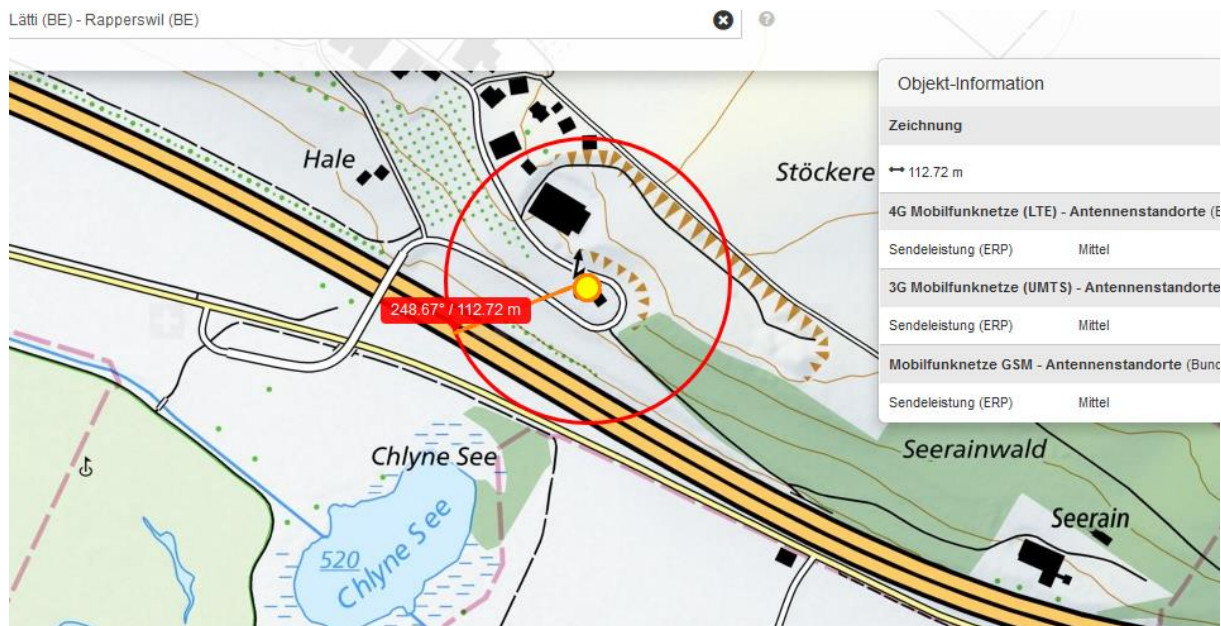 Lätti (BE) - Rapperswil (BE)
Objekt-Information
Zeichnung
112.72 m
4G Mobilfunknetze (LTE) - Antennenstandorte (B
Sendeleistung (ERP) Mittel
3G Mobilfunknetze (UMTS) - Antennenstandorte
Sendeleistung (ERP) Mittel
Mobilfunknetze GSM - Antennenstandorte (Bund
Sendeleistung (ERP) Mittel
Hale
Stöckere
248.67° / 112.72 m
Chlyne See
Seerainwald
Seerain
520
Chlyne See